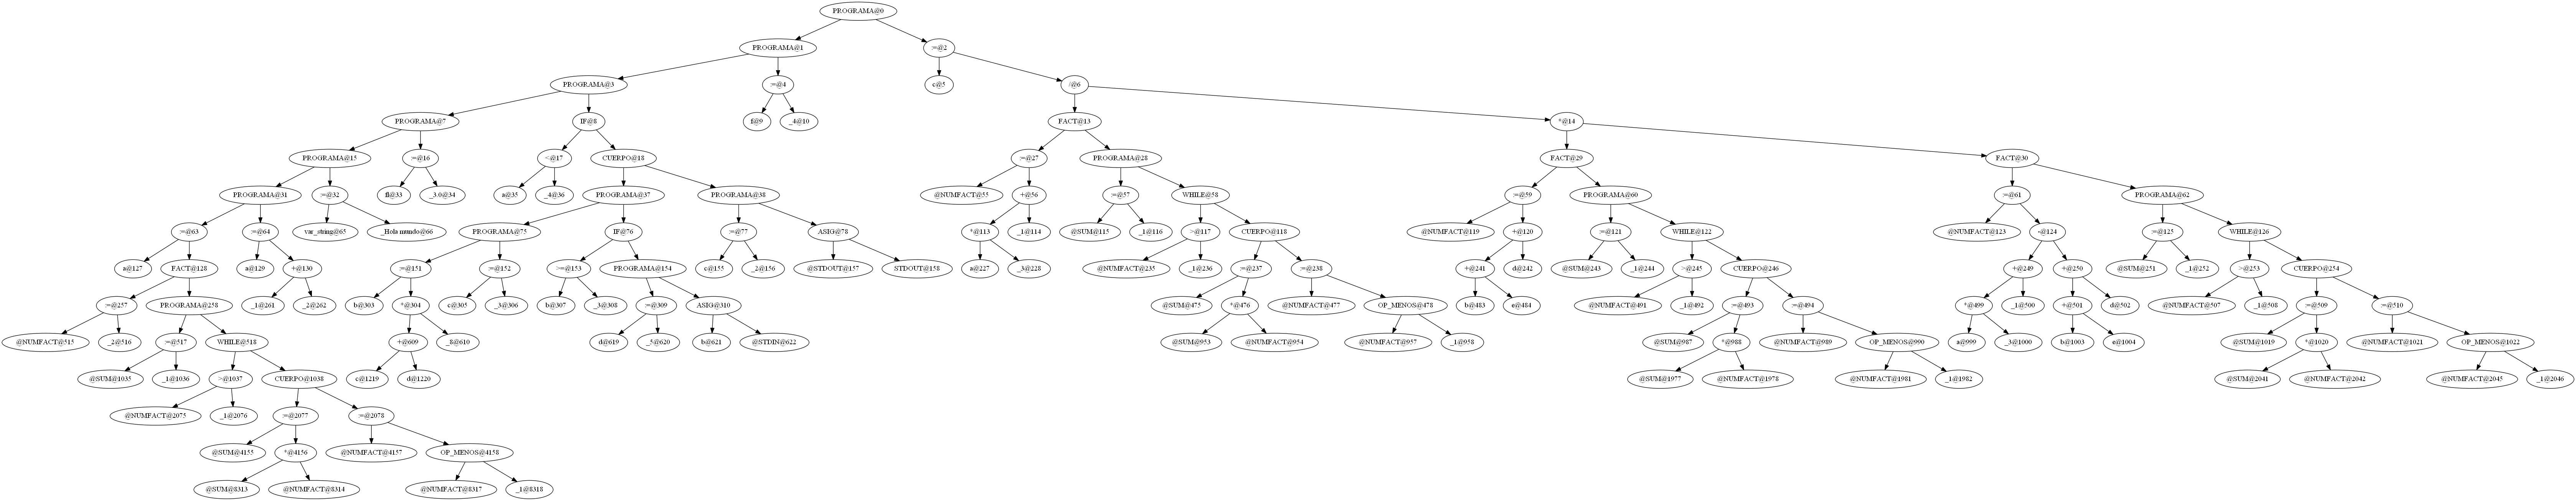 PROGRAMA@0
PROGRAMA@1 :=@2
PROGRAMA@3 :=@4 c@5 /@6
PROGRAMA@7 IF@8 f@9 _4@10 FACT@13 *@14
PROGRAMA@15 :=@16 <@17 CUERPO@18 :=@27 PROGRAMA@28 FACT@29 FACT@30
PROGRAMA@31 :=@32 fl@33 _3.0@34 a@35 _4@36 PROGRAMA@37 PROGRAMA@38 @NUMFACT@55 +@56 :=@57 WHILE@58 :=@59 PROGRAMA@60 :=@61 PROGRAMA@62
:=@63 :=@64 var_string@65 _Hola mundo@66 PROGRAMA@75 IF@76 :=@77 ASIG@78 *@113 _1@114 @SUM@115 _1@116 >@117 CUERPO@118 @NUMFACT@119 +@120 :=@121 WHILE@122 @NUMFACT@123 -@124 :=@125 WHILE@126
a@127 FACT@128 a@129 +@130 :=@151 :=@152 >=@153 PROGRAMA@154 c@155 _2@156 @STDOUT@157 STDOUT@158 a@227 _3@228 @NUMFACT@235 _1@236 :=@237 :=@238 +@241 d@242 @SUM@243 _1@244 >@245 CUERPO@246 +@249 +@250 @SUM@251 _1@252 >@253 CUERPO@254
:=@257 PROGRAMA@258 _1@261 _2@262 b@303 *@304 c@305 _3@306 b@307 _3@308 :=@309 ASIG@310 @SUM@475 *@476 @NUMFACT@477 OP_MENOS@478 b@483 e@484 @NUMFACT@491 _1@492 :=@493 :=@494 *@499 _1@500 +@501 d@502 @NUMFACT@507 _1@508 :=@509 :=@510
@NUMFACT@515 _2@516 :=@517 WHILE@518 +@609 _8@610 d@619 _5@620 b@621 @STDIN@622 @SUM@953 @NUMFACT@954 @NUMFACT@957 _1@958 @SUM@987 *@988 @NUMFACT@989 OP_MENOS@990 a@999 _3@1000 b@1003 e@1004 @SUM@1019 *@1020 @NUMFACT@1021 OP_MENOS@1022
@SUM@1035 _1@1036 >@1037 CUERPO@1038 c@1219 d@1220 @SUM@1977 @NUMFACT@1978 @NUMFACT@1981 _1@1982 @SUM@2041 @NUMFACT@2042 @NUMFACT@2045 _1@2046
@NUMFACT@2075 _1@2076 :=@2077 :=@2078
@SUM@4155 *@4156 @NUMFACT@4157 OP_MENOS@4158
@SUM@8313 @NUMFACT@8314 @NUMFACT@8317 _1@8318